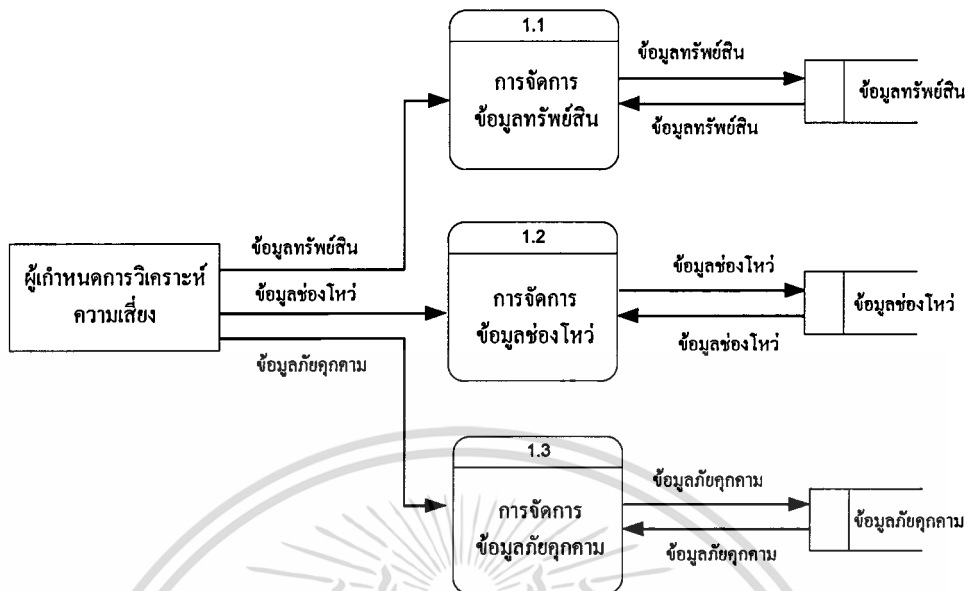 1.1
การจัดการ
ข้อมูลทรัพย์สิน
ข้อมูลทรัพย์สิน
ข้อมูลทรัพย์สิน
ข้อมูลทรัพย์สิน
ผู้กำหนดการวิเคราะห์
ความเสี่ยง
ข้อมูลทรัพย์สิน
ข้อมูลช่องโหว่
ข้อมูลภัยคุกคาม
1.2
การจัดการ
ข้อมูลช่องโหว่
ข้อมูลช่องโหว่
ข้อมูลช่องโหว่
ข้อมูลช่องโหว่
1.3
การจัดการ
ข้อมูลภัยคุกคาม
ข้อมูลภัยคุกคาม
ข้อมูลภัยคุกคาม
ข้อมูลภัยคุกคาม